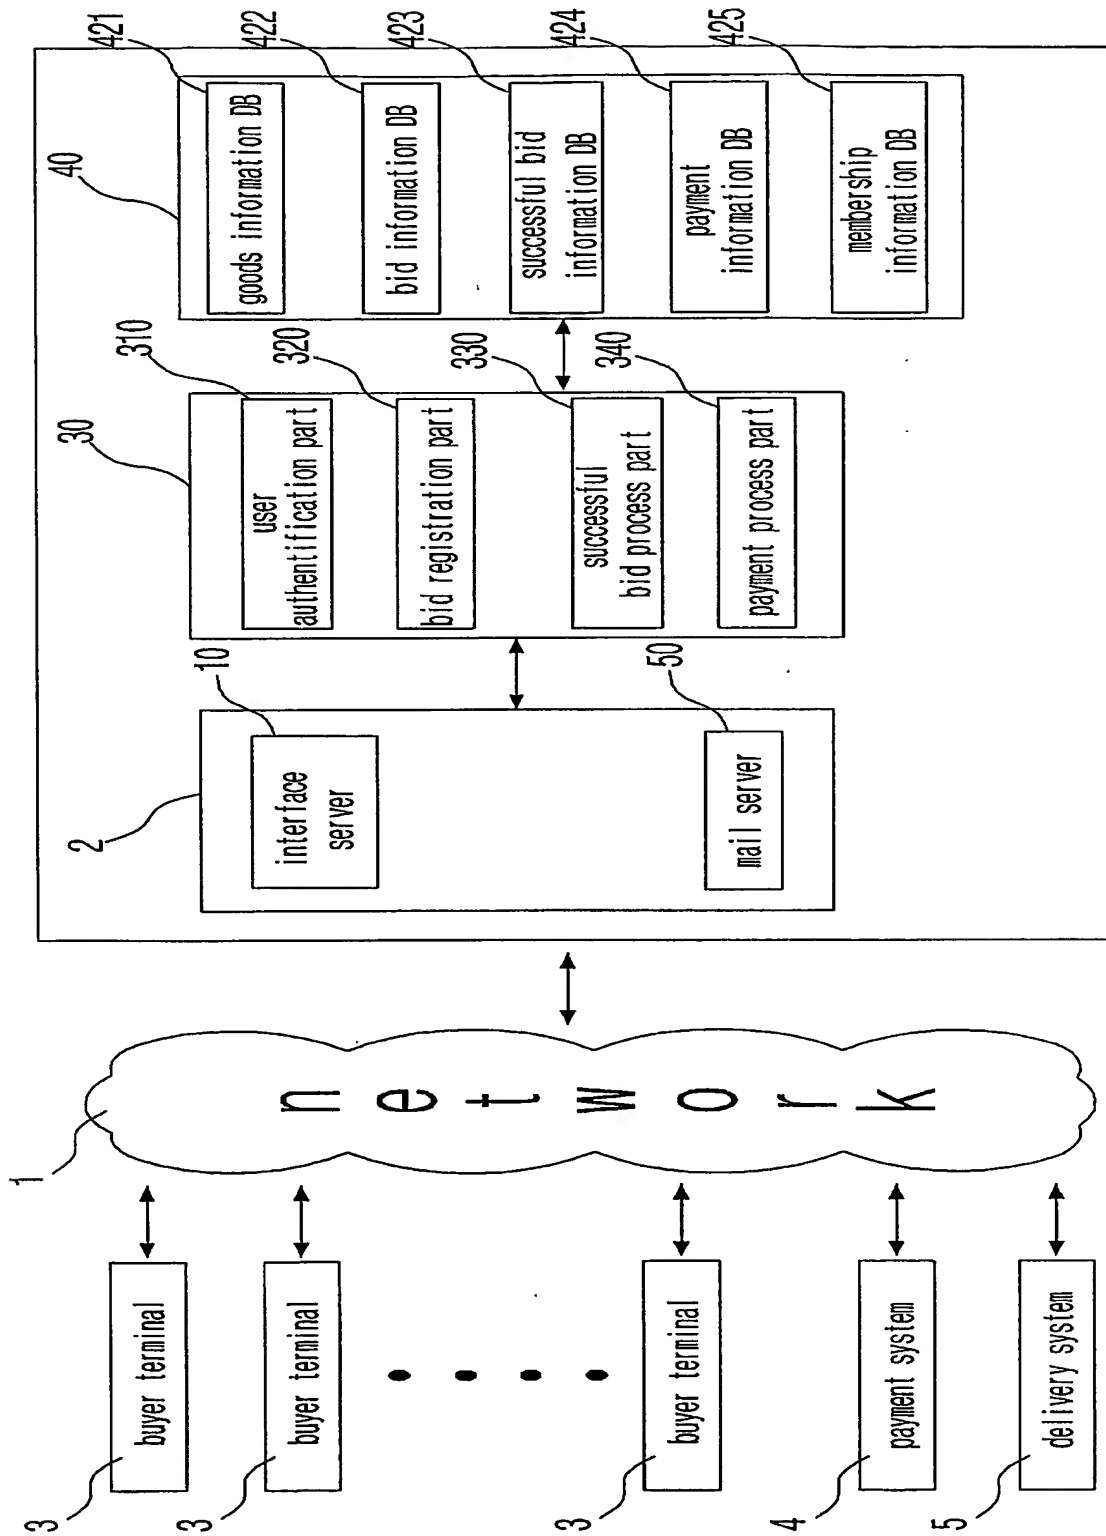 3
buyer terminal
3
buyer terminal
3
buyer terminal
4
payment system
5
delivery system
1
network
2
10
interface
server
50
mail server
30
310
user
authentification part
320
bid registration part
330
successful
bid process part
340
payment process part
40
421
goods information DB
422
bid information DB
423
successful bid
information DB
424
payment
information DB
425
membership
information DB